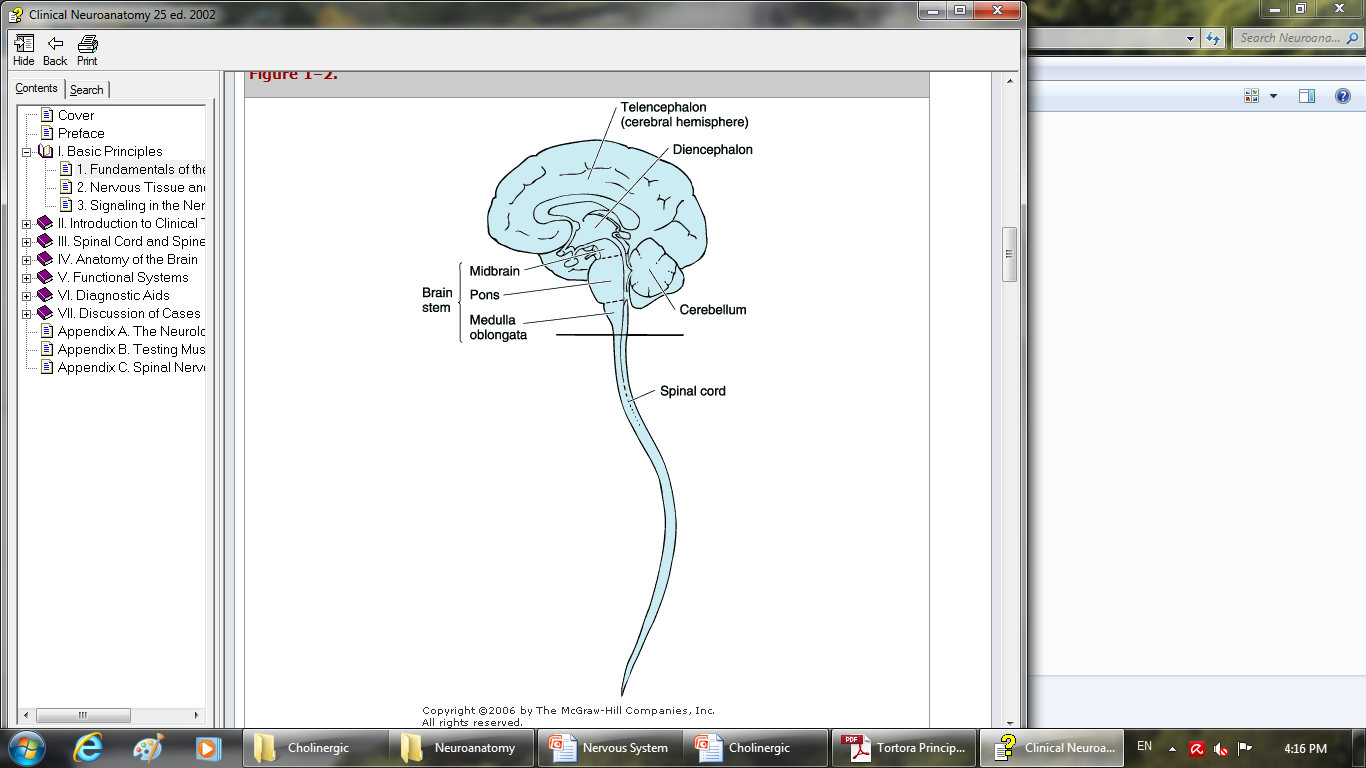 Clinical Neuroanatomy 25 ed. 2002
Hide Back Print
Search Neuroana...
Contents Search
Cover
Preface
I. Basic Principles
1. Fundamentals of the
2. Nervous Tissue an
3. Signaling in the Ner
II. Introduction to Clinical T
III. Spinal Cord and Spine
IV. Anatomy of the Brain
V. Functional Systems
VI. Diagnostic Aids
VII. Discussion of Cases
Appendix A. The Neurolo
Appendix B. Testing Mus
Appendix C. Spinal Nerv
Figure 1–2.
Telencephalon
(cerebral hemisphere)
Diencephalon
Midbrain
Brain
stem
Pons
Medulla
oblongata
Cerebellum
Spinal cord
Copyright ©2006 by The McGraw-Hill Companies, Inc.
All rights reserved.
Cholinergic
Neuroanatomy
Nervous System
Cholinergic
PDF
Tortora Princip...
Clinical Neuroa...
EN
4:16 PM